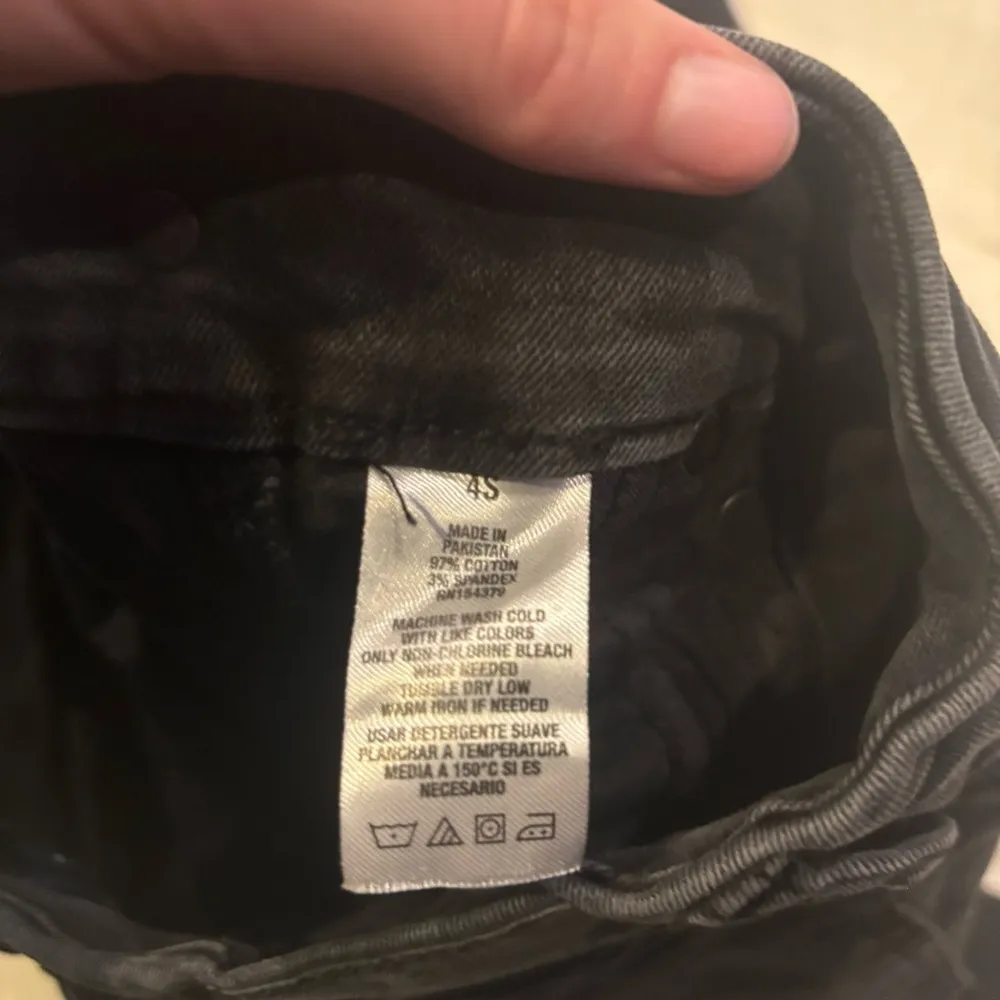 4S
MADE IN
PAKISTAN
97% COTTON
3% SPANDEX
RN154379
MACHINE WASH COLD
WITH LIKE COLORS
ONLY NON-CHLORINE BLEACH
WHEN NEEDED
TUMBLE DRY LOW
WARM IRON IF NEEDED
USAR DETERGENTE SUAVE
PLANCHAR A TEMPERATURA
MEDIA A 150°C SI ES
NECESARIO